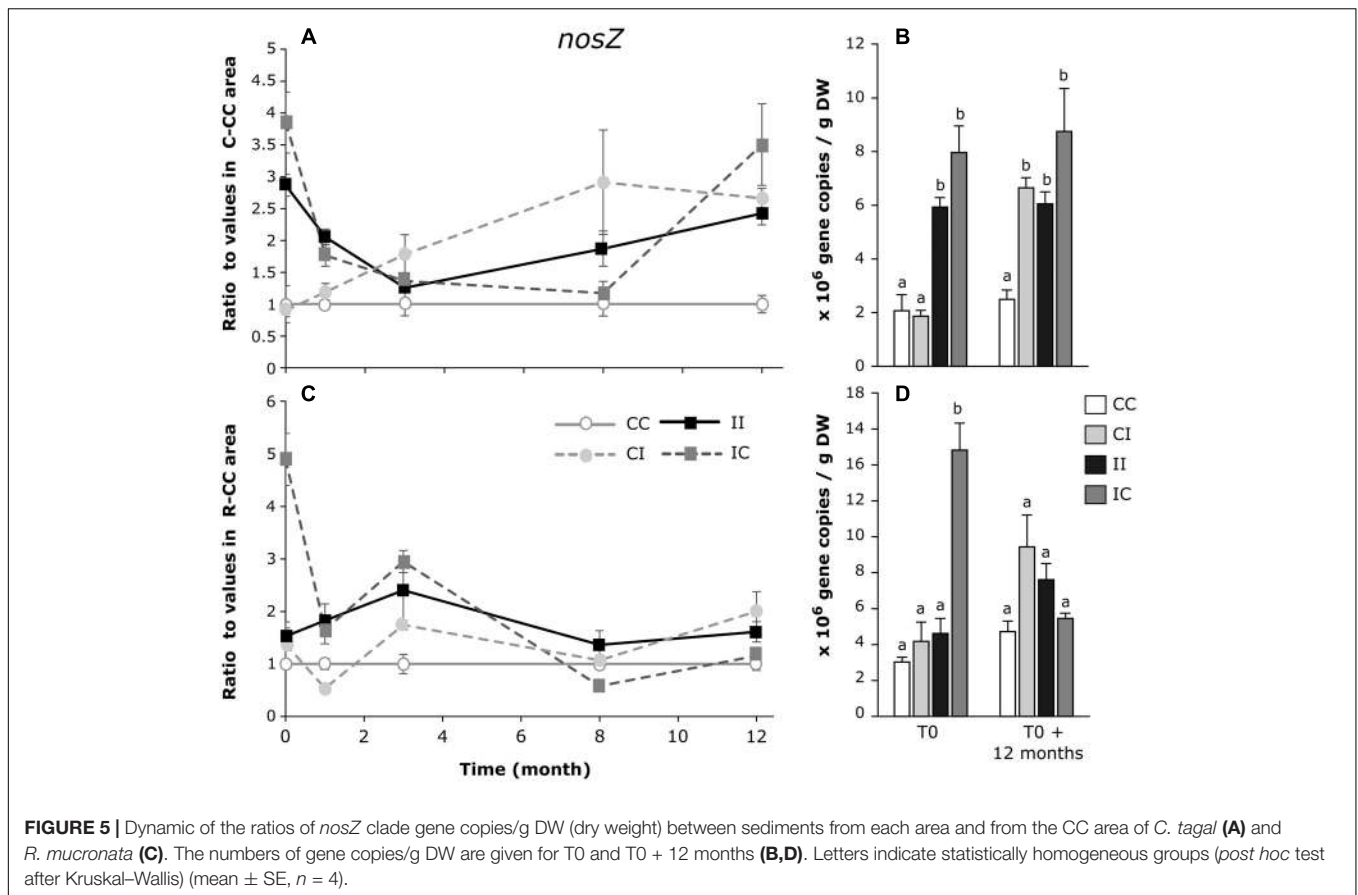 A
nosZ
5
4.5
4
3.5
3
2.5
2
1.5
1
0.5
0
Ratio to values in C-CC area
B
12
10
8
6
4
2
0
x 10⁶ gene copies / g DW
a
a
b
b
a
b
b
b
C
6
5
4
3
2
1
0
Ratio to values in R-CC area
CC
II
CI
IC
0
2
4
6
8
10
12
Time (month)
D
18
14
16
12
10
8
6
4
2
0
x 10⁶ gene copies / g DW
a
a
a
b
a
a
a
a
CC
CI
II
IC
T0
T0 +
12 months
FIGURE 5 | Dynamic of the ratios of nosZ clade gene copies/g DW (dry weight) between sediments from each area and from the CC area of C. tagal (A) and
R. mucronata (C). The numbers of gene copies/g DW are given for T0 and T0 + 12 months (B,D). Letters indicate statistically homogeneous groups (post hoc test
after Kruskal–Wallis) (mean ± SE, n = 4).